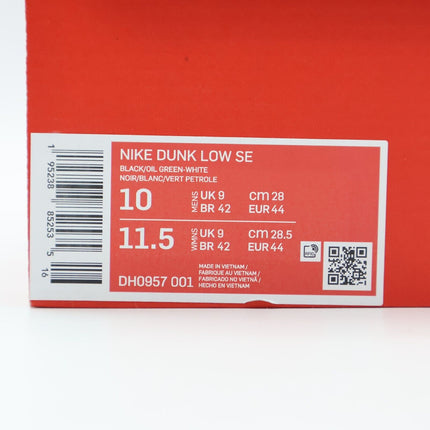 NIKE DUNK LOW SE
BLACK/OIL GREEN-WHITE
NOIR/BLANC/VERT PETROLE
10 MENS UK 9 cm 28
BR 42 EUR 44
11.5 WMNS UK 9 cm 28.5
BR 42 EUR 44
MADE IN VIETNAM /
FABRIQUE AU VIETNAM /
FABRICADO NO VIETNÃ /
HECHO EN VIETNAM
DH0957 001
1 95238 85253 5 16
RFID